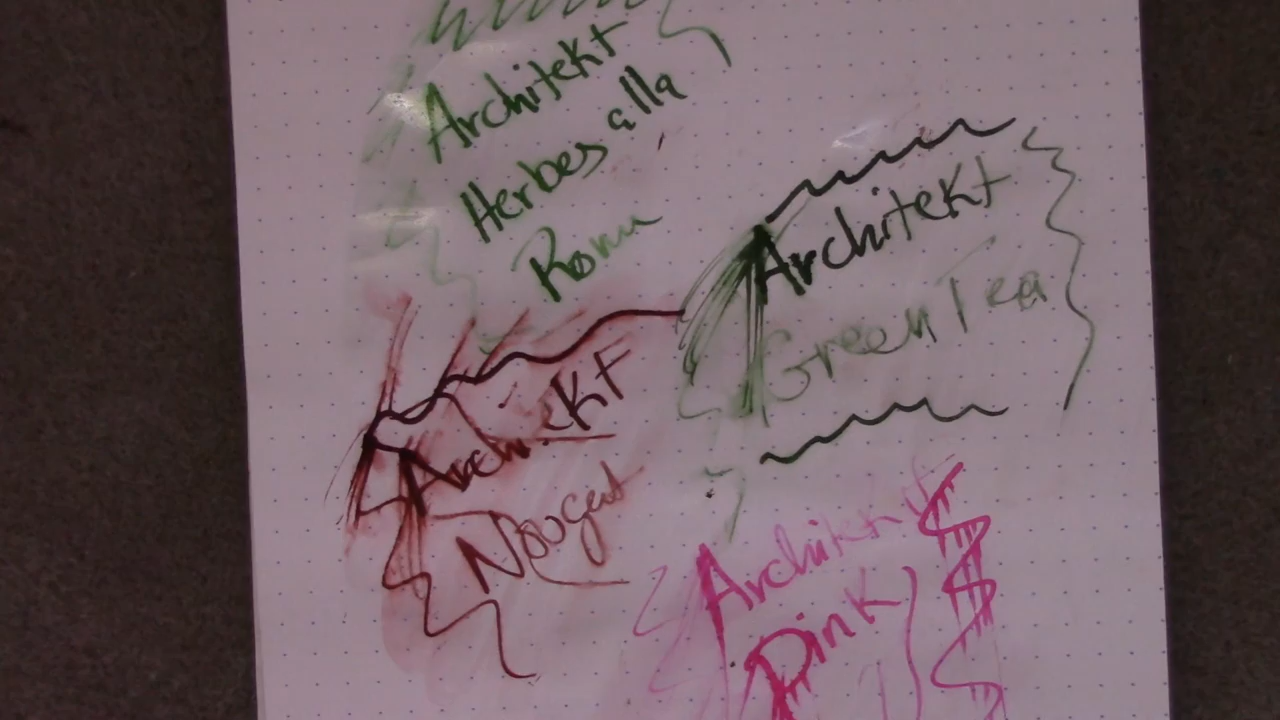 Architekt
Herbes alla
Roma
Architekt
Green Tea
Architekt
Nougat
Architekt
Pink